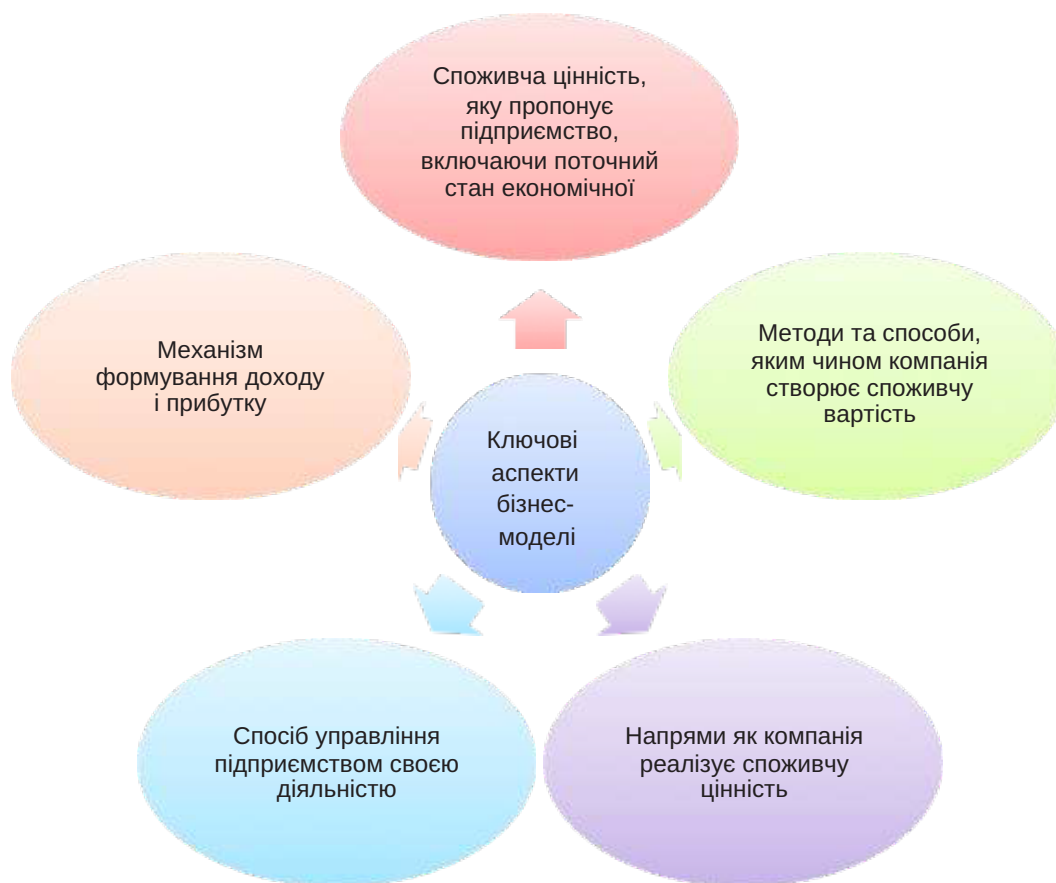 Споживча цінність,
яку пропонує
підприємство,
включаючи поточний
стан економічної
Механізм
формування доходу
і прибутку
Методи та способи,
яким чином компанія
створює споживчу
вартість
Ключові
аспекти
бізнес-
моделі
Спосіб управління
підприємством своєю
діяльністю
Напрями як компанія
реалізує споживчу
цінність